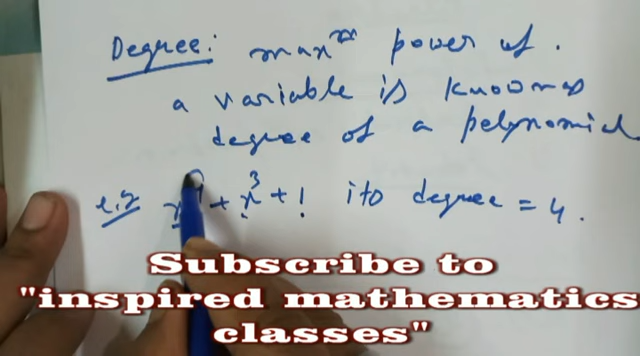 Degree: maxm power of.
a variable is known as
degree of a polynomial
e.g x4 + x3 + 1 its degree = 4.
Subscribe to
"inspired mathematics
classes"